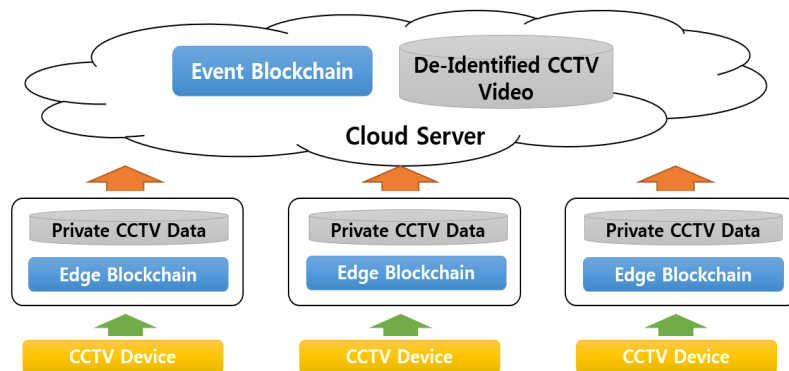 Event Blockchain
De-Identified CCTV
Video
Cloud Server
Private CCTV Data
Edge Blockchain
CCTV Device
Private CCTV Data
Edge Blockchain
CCTV Device
Private CCTV Data
Edge Blockchain
CCTV Device